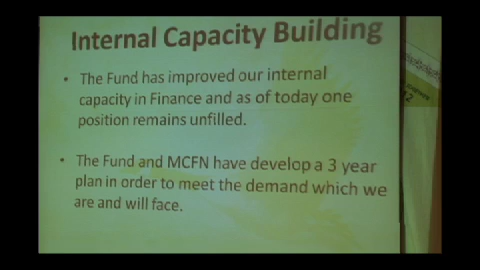 Internal Capacity Building
• The Fund has improved our internal
capacity in Finance and as of today one
position remains unfilled.
• The Fund and MCFN have develop a 3 year
plan in order to meet the demand which we
are and will face.